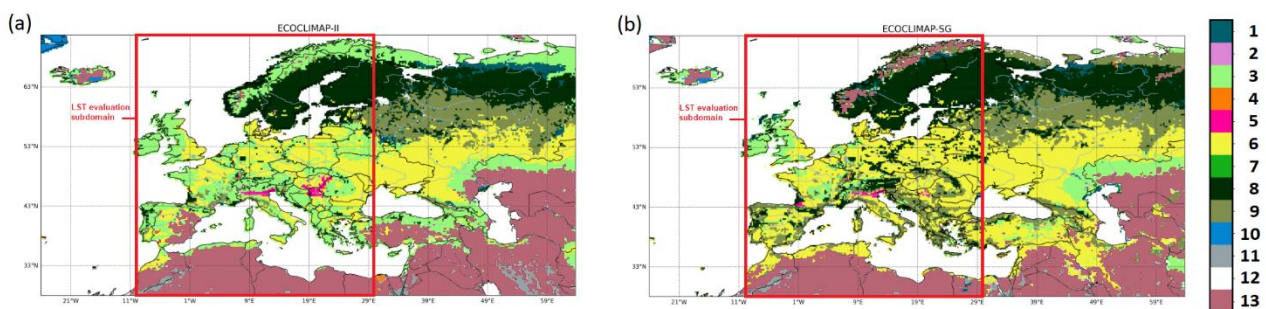 (a)
ECOCLIMAP-II
63°N
53°N
43°N
33°N
21°W 11°W 1°W 9°E 19°E 29°E 39°E 49°E 59°E
LST evaluation
subdomain
(b)
ECOCLIMAP-SG
63°N
53°N
43°N
33°N
21°W 11°W 1°W 9°E 19°E 29°E 39°E 49°E 59°E
LST evaluation
subdomain
1
2
3
4
5
6
7
8
9
10
11
12
13